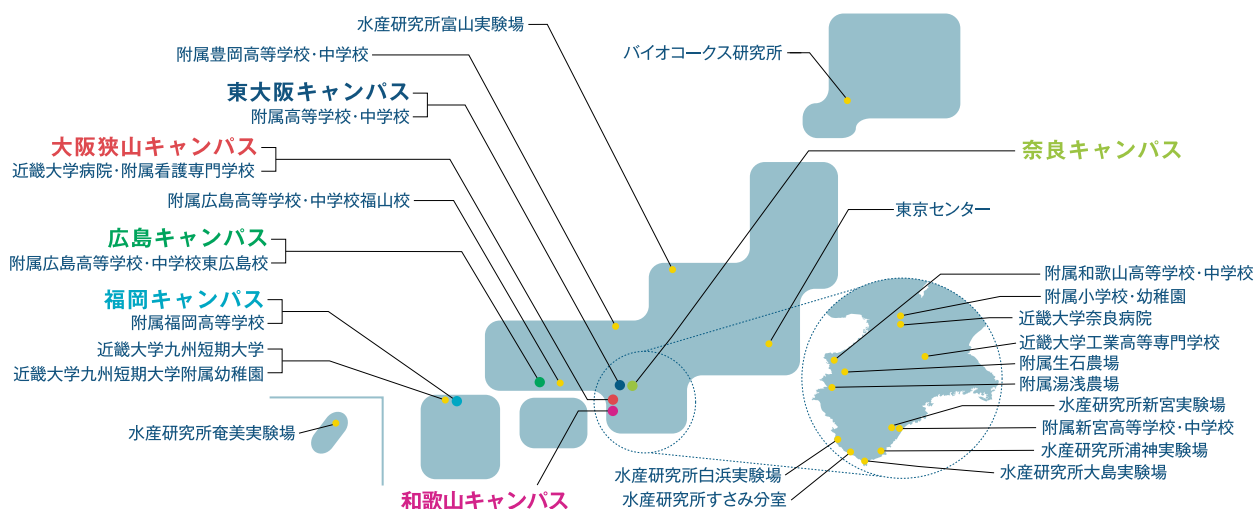 水産研究所富山実験場
附属豊岡高等学校・中学校
東大阪キャンパス
附属高等学校・中学校
大阪狭山キャンパス
近畿大学病院・附属看護専門学校
附属広島高等学校・中学校福山校
広島キャンパス
附属広島高等学校・中学校東広島校
福岡キャンパス
附属福岡高等学校
近畿大学九州短期大学
近畿大学九州短期大学附属幼稚園
水産研究所奄美実験場
和歌山キャンパス
バイオコークス研究所
奈良キャンパス
東京センター
附属和歌山高等学校・中学校
附属小学校・幼稚園
近畿大学奈良病院
近畿大学工業高等専門学校
附属生石農場
附属湯浅農場
水産研究所新宮実験場
附属新宮高等学校・中学校
水産研究所浦神実験場
水産研究所大島実験場
水産研究所白浜実験場
水産研究所すさみ分室